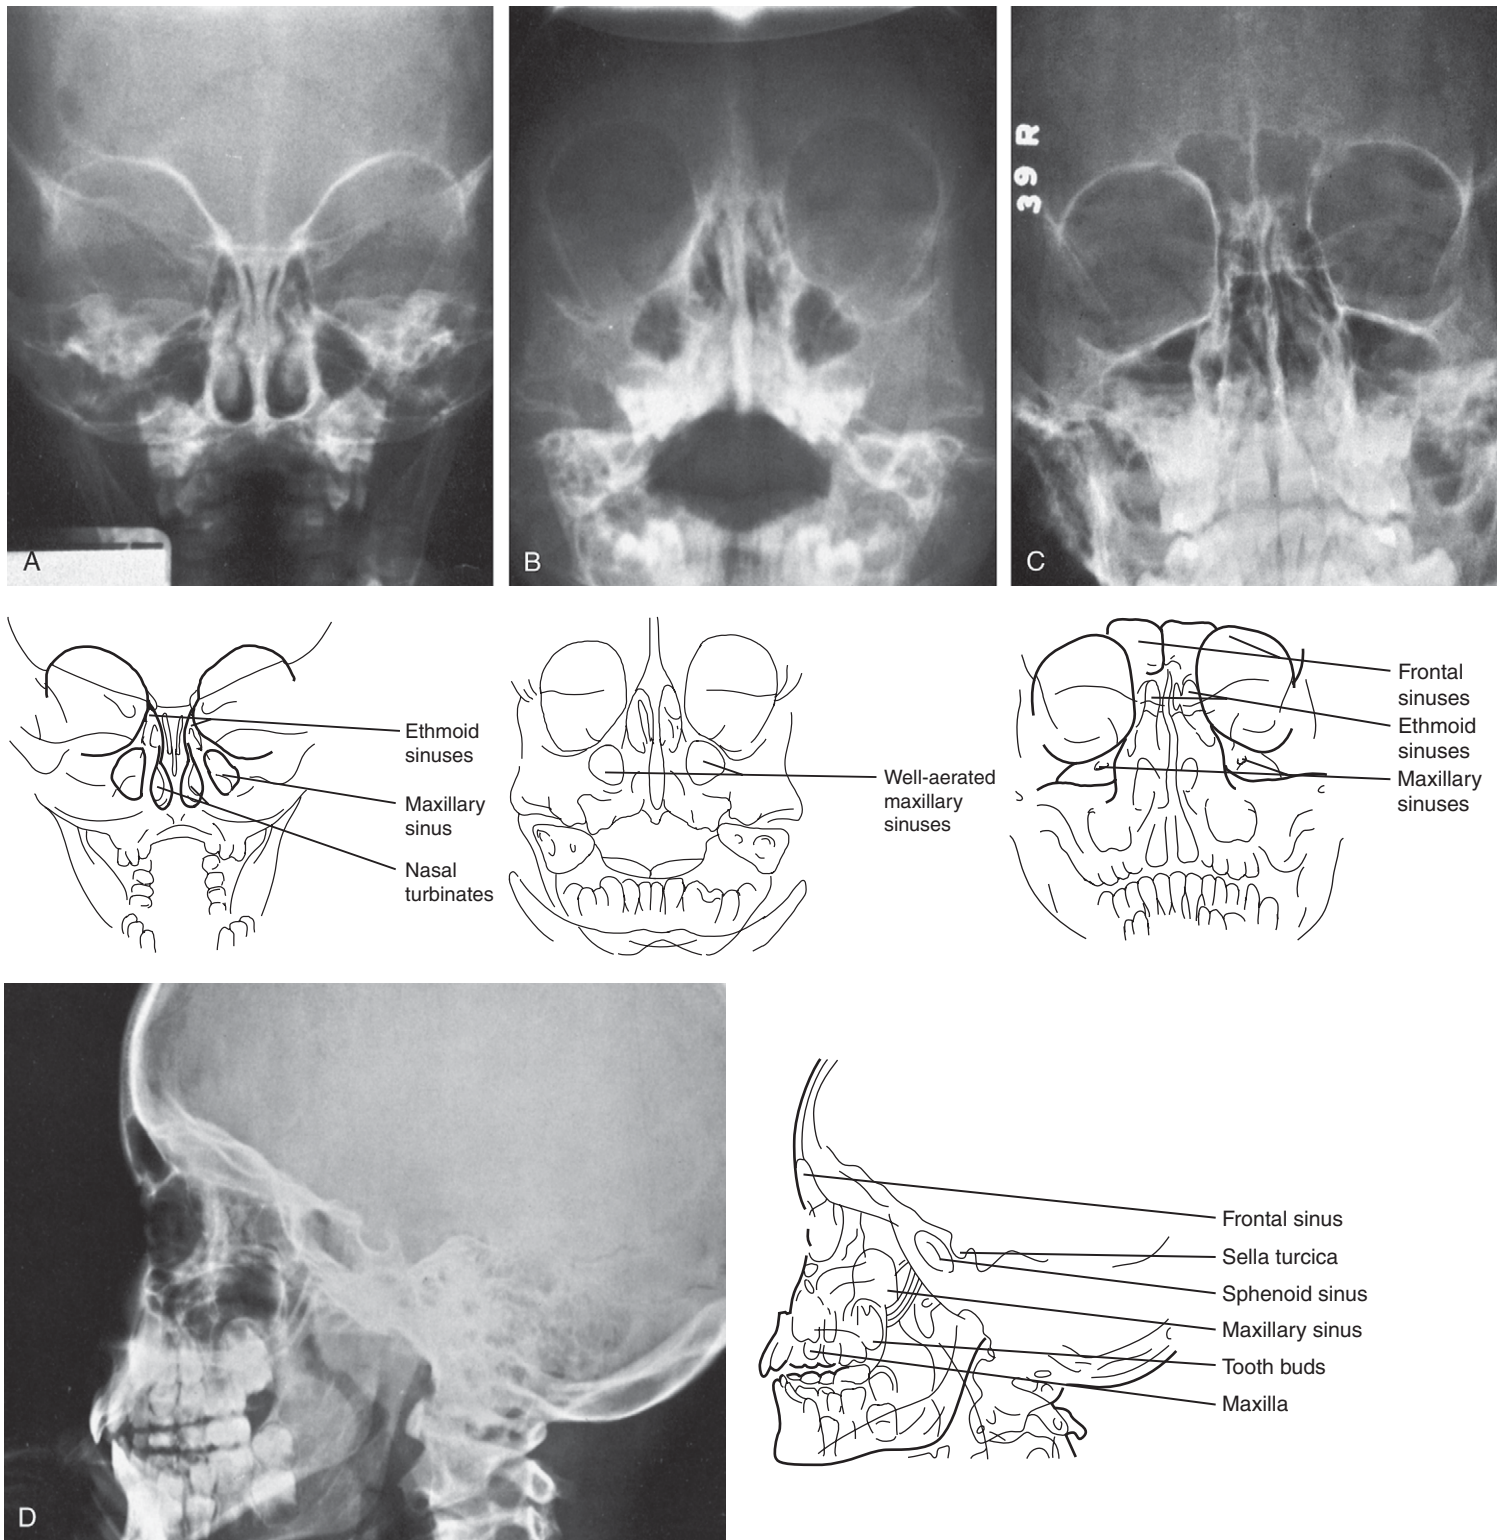 A
B
C
39 R
Ethmoid
sinuses
Maxillary
sinus
Nasal
turbinates
Well-aerated
maxillary
sinuses
Frontal
sinuses
Ethmoid
sinuses
Maxillary
sinuses
D
Frontal sinus
Sella turcica
Sphenoid sinus
Maxillary sinus
Tooth buds
Maxilla